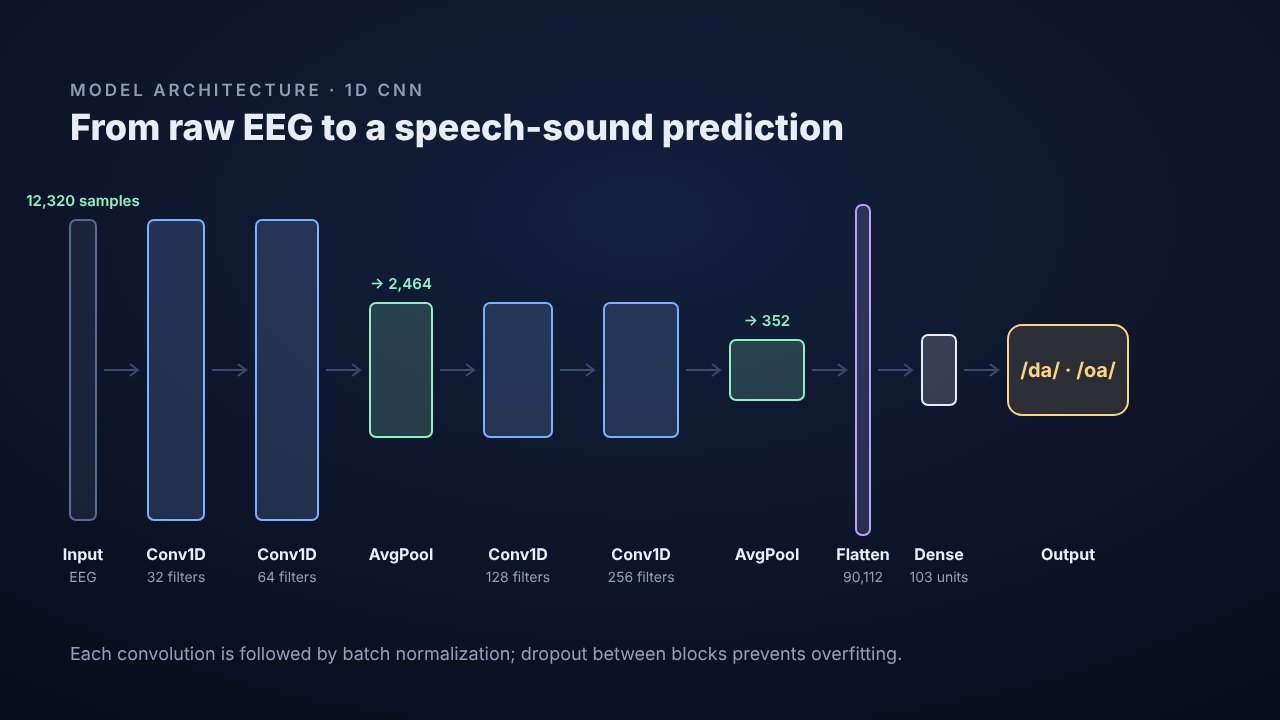 MODEL ARCHITECTURE · 1D CNN
From raw EEG to a speech-sound prediction
12,320 samples
→ 2,464
→ 352
/da/ · /oa/
Input
EEG
Conv1D
32 filters
Conv1D
64 filters
AvgPool
Conv1D
128 filters
Conv1D
256 filters
AvgPool
Flatten
90,112
Dense
103 units
Output
Each convolution is followed by batch normalization; dropout between blocks prevents overfitting.